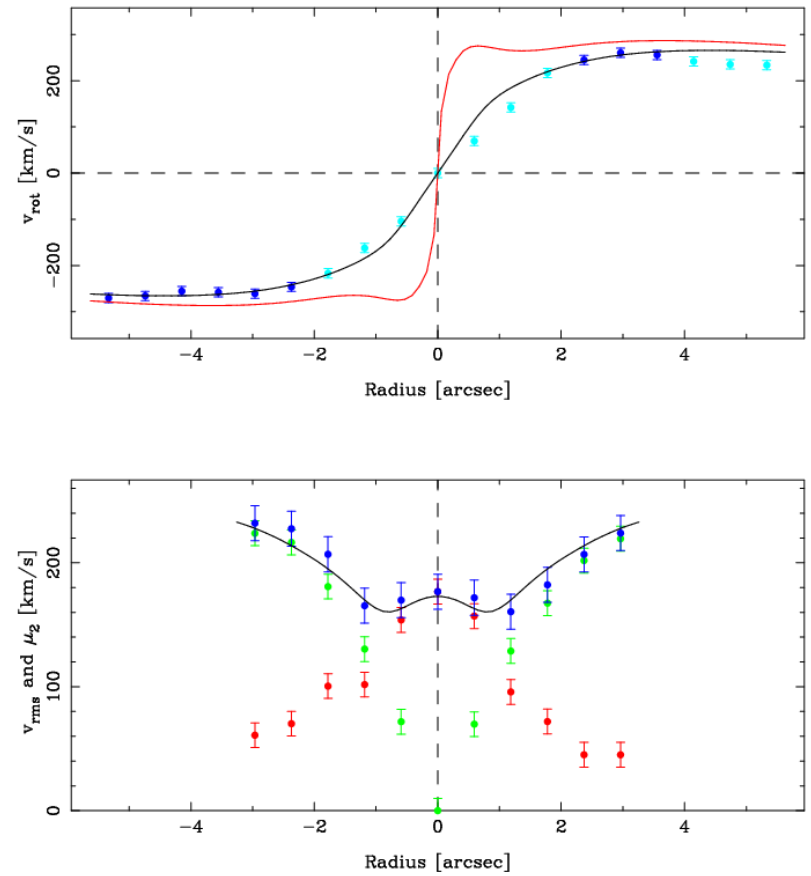 200
0
−200
v_rot [km/s]
−4 −2 0 2 4
Radius [arcsec]
200
100
0
v_rms and μ_2 [km/s]
−4 −2 0 2 4
Radius [arcsec]